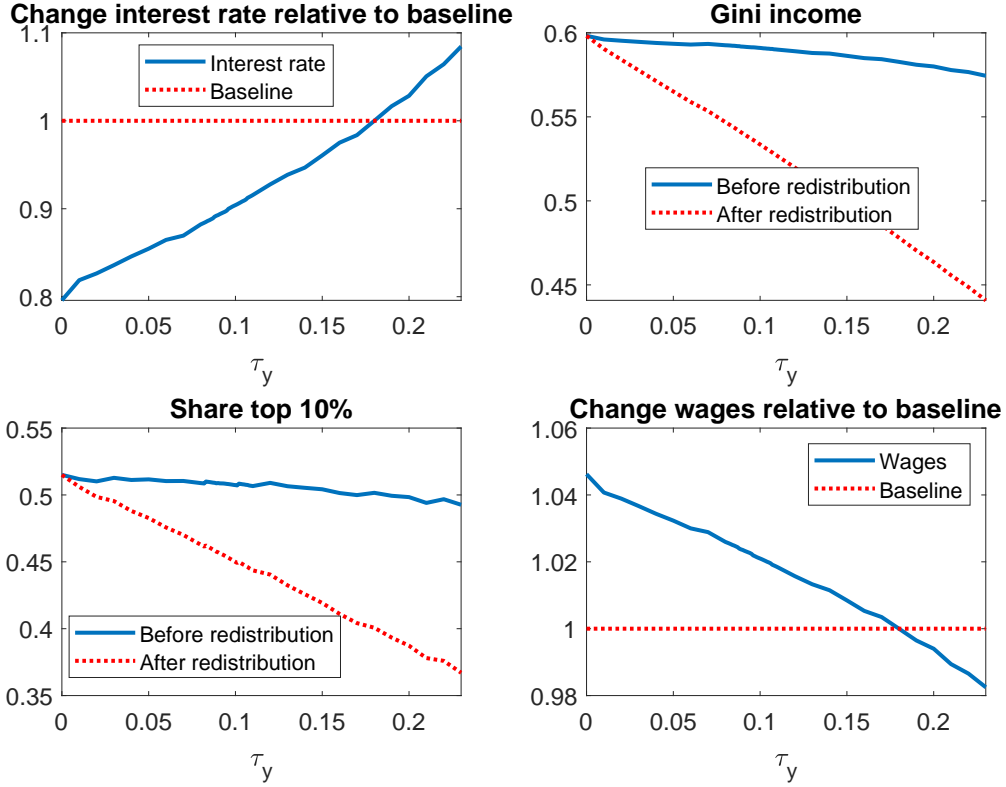 Change interest rate relative to baseline
1.1
1
0.9
0.8
Interest rate
Baseline
0 0.05 0.1 0.15 0.2
τy
Gini income
0.6
0.55
0.5
0.45
Before redistribution
After redistribution
0 0.05 0.1 0.15 0.2
τy
Share top 10%
0.55
0.5
0.45
0.4
0.35
Before redistribution
After redistribution
0 0.05 0.1 0.15 0.2
τy
Change wages relative to baseline
1.06
1.04
1.02
1
0.98
Wages
Baseline
0 0.05 0.1 0.15 0.2
τy